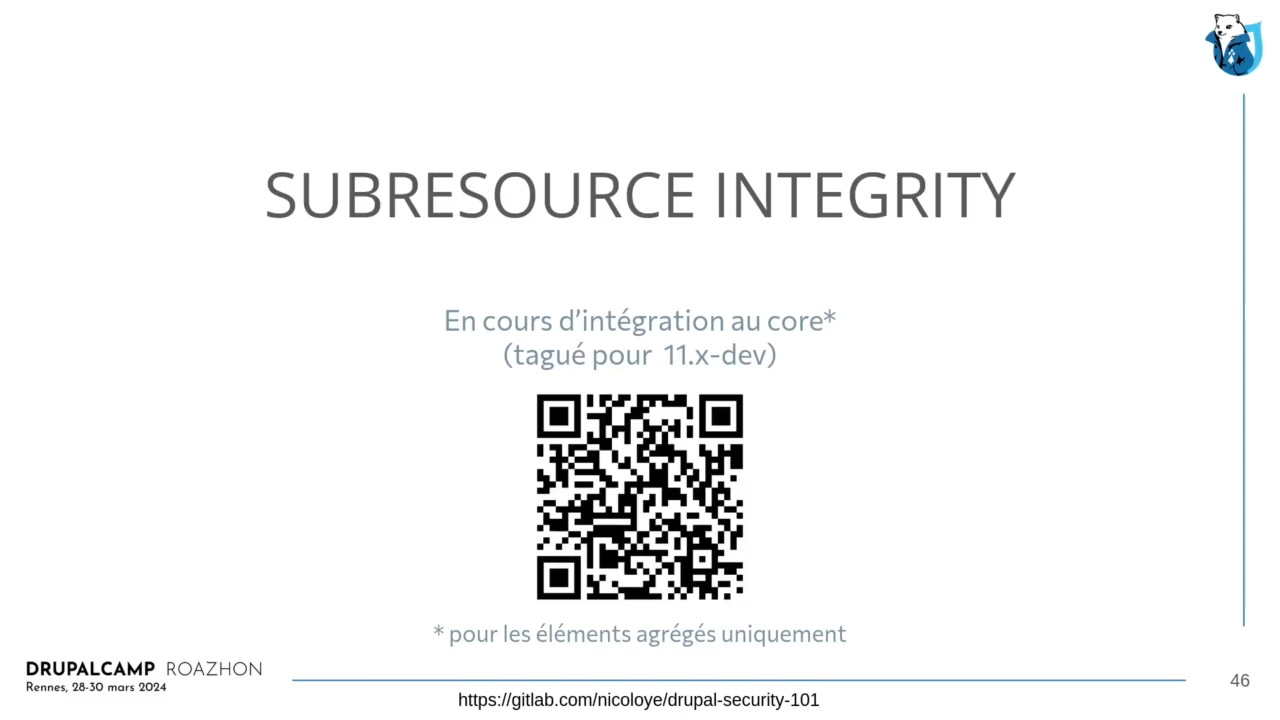 SUBRESOURCE INTEGRITY
En cours d’intégration au core*
(tagué pour 11.x-dev)
* pour les éléments agrégés uniquement
DRUPALCAMP ROAZHON
Rennes, 28-30 mars 2024
https://gitlab.com/nicoloye/drupal-security-101
46